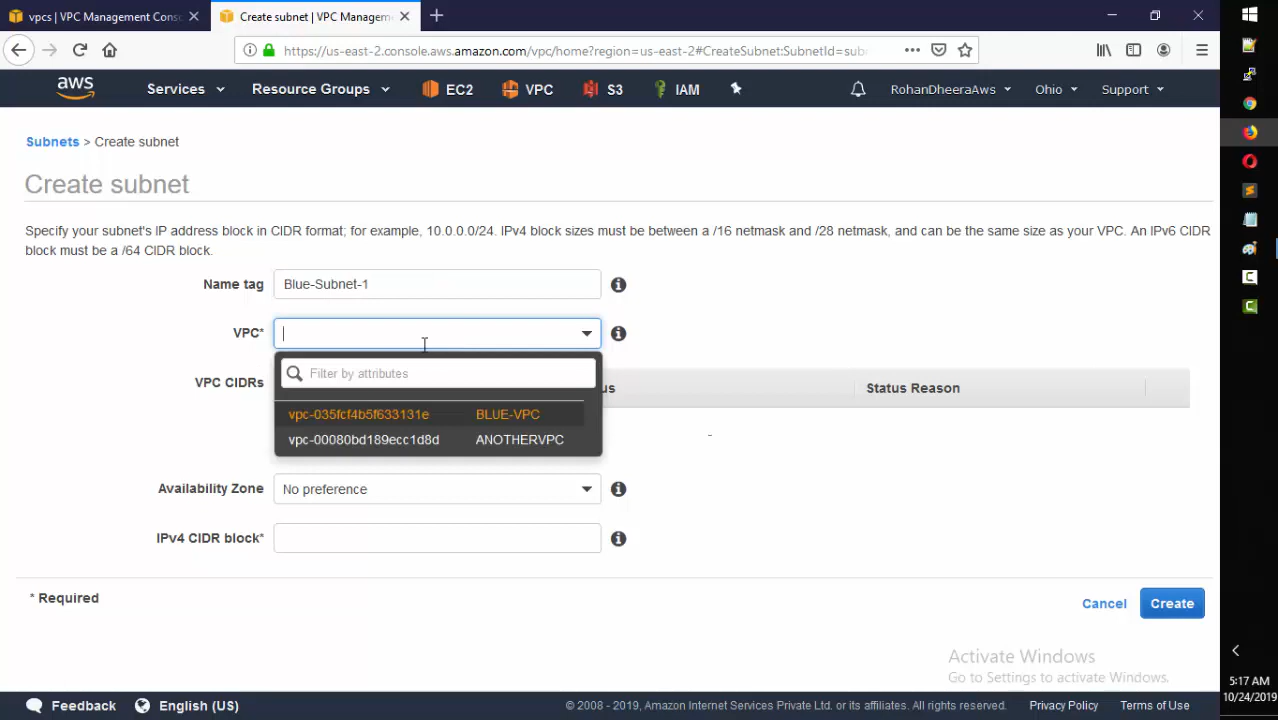 vpcs | VPC Management Cons
Create subnet | VPC Managemen
https://us-east-2.console.aws.amazon.com/vpc/home?region=us-east-2#CreateSubnet:SubnetId=sub
aws Services Resource Groups EC2 VPC S3 IAM RohanDheeraAws Ohio Support
Subnets > Create subnet
Create subnet
Specify your subnet's IP address block in CIDR format; for example, 10.0.0.0/24. IPv4 block sizes must be between a /16 netmask and /28 netmask, and can be the same size as your VPC. An IPv6 CIDR
block must be a /64 CIDR block.
Name tag Blue-Subnet-1
VPC*
Filter by attributes
VPC CIDRs us Status Reason
vpc-035fcf4b5f633131e BLUE-VPC
vpc-00080bd189ecc1d8d ANOTHERVPC
Availability Zone No preference
IPv4 CIDR block*
* Required
Cancel Create
Activate Windows
Go to Settings to activate Windows.
Feedback English (US) © 2008 - 2019, Amazon Internet Services Private Ltd. or its affiliates. All rights reserved. Privacy Policy Terms of Use
5:17 AM
10/24/2019